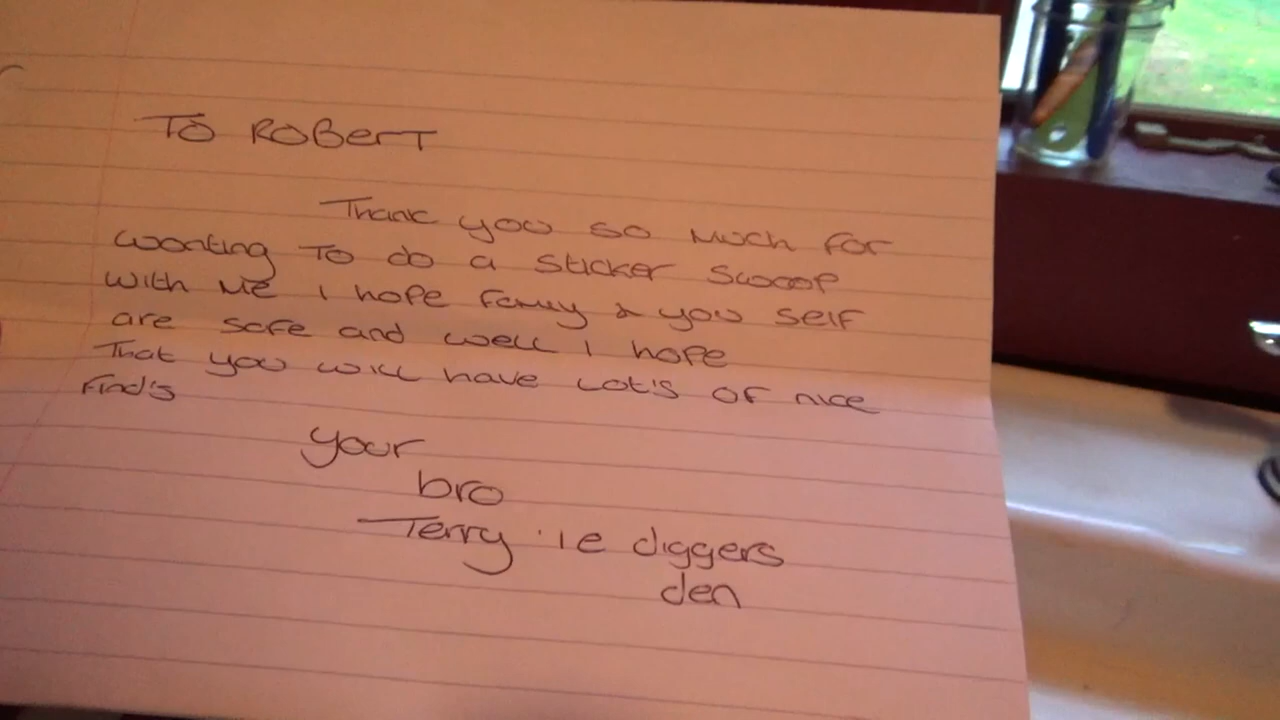 To Robert
Thank you so much for
wanting to do a sticker swoop
with me I hope famly & you self
are safe and well I hope
That you will have Lot's of nice
Find's
your
bro
Terry i e diggers
den